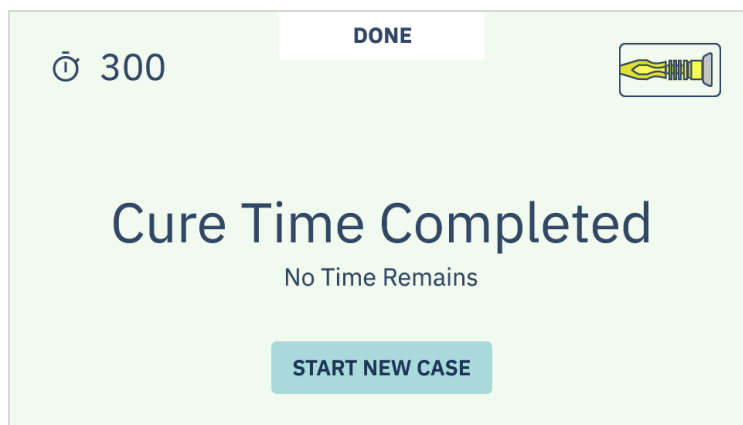 DONE
300
Cure Time Completed
No Time Remains
START NEW CASE